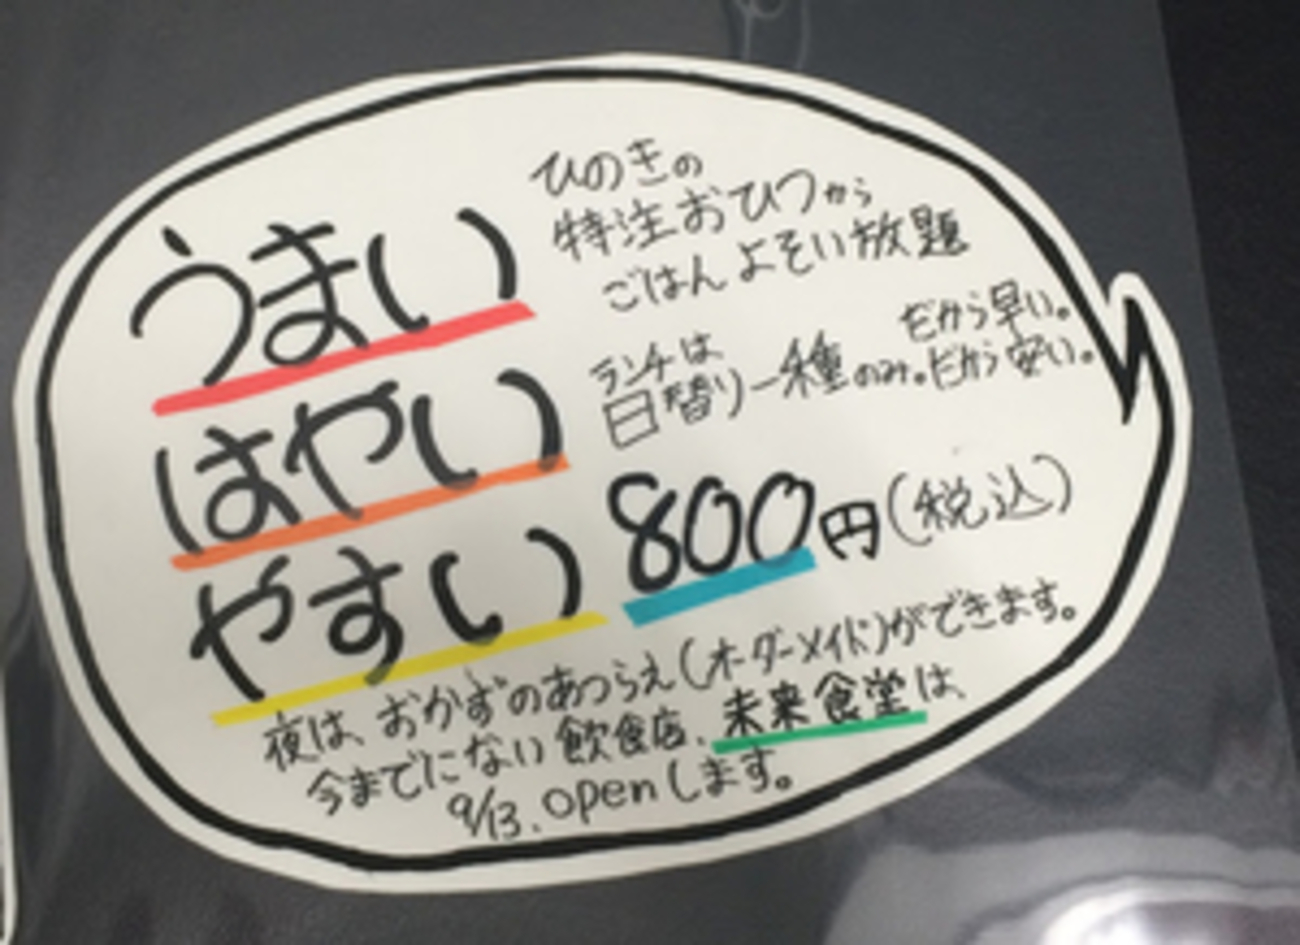 うまい
ひのきの
特注おひつから
ごはんよそい放題
はやい
ランチは
日替り一種のみ。だから早い。
だから安い。
やすい
800円(税込)
夜は、おかずのあつらえ(オーダーメイド)ができます。
今までにない飲食店、未来食堂は、
9/13.openします。